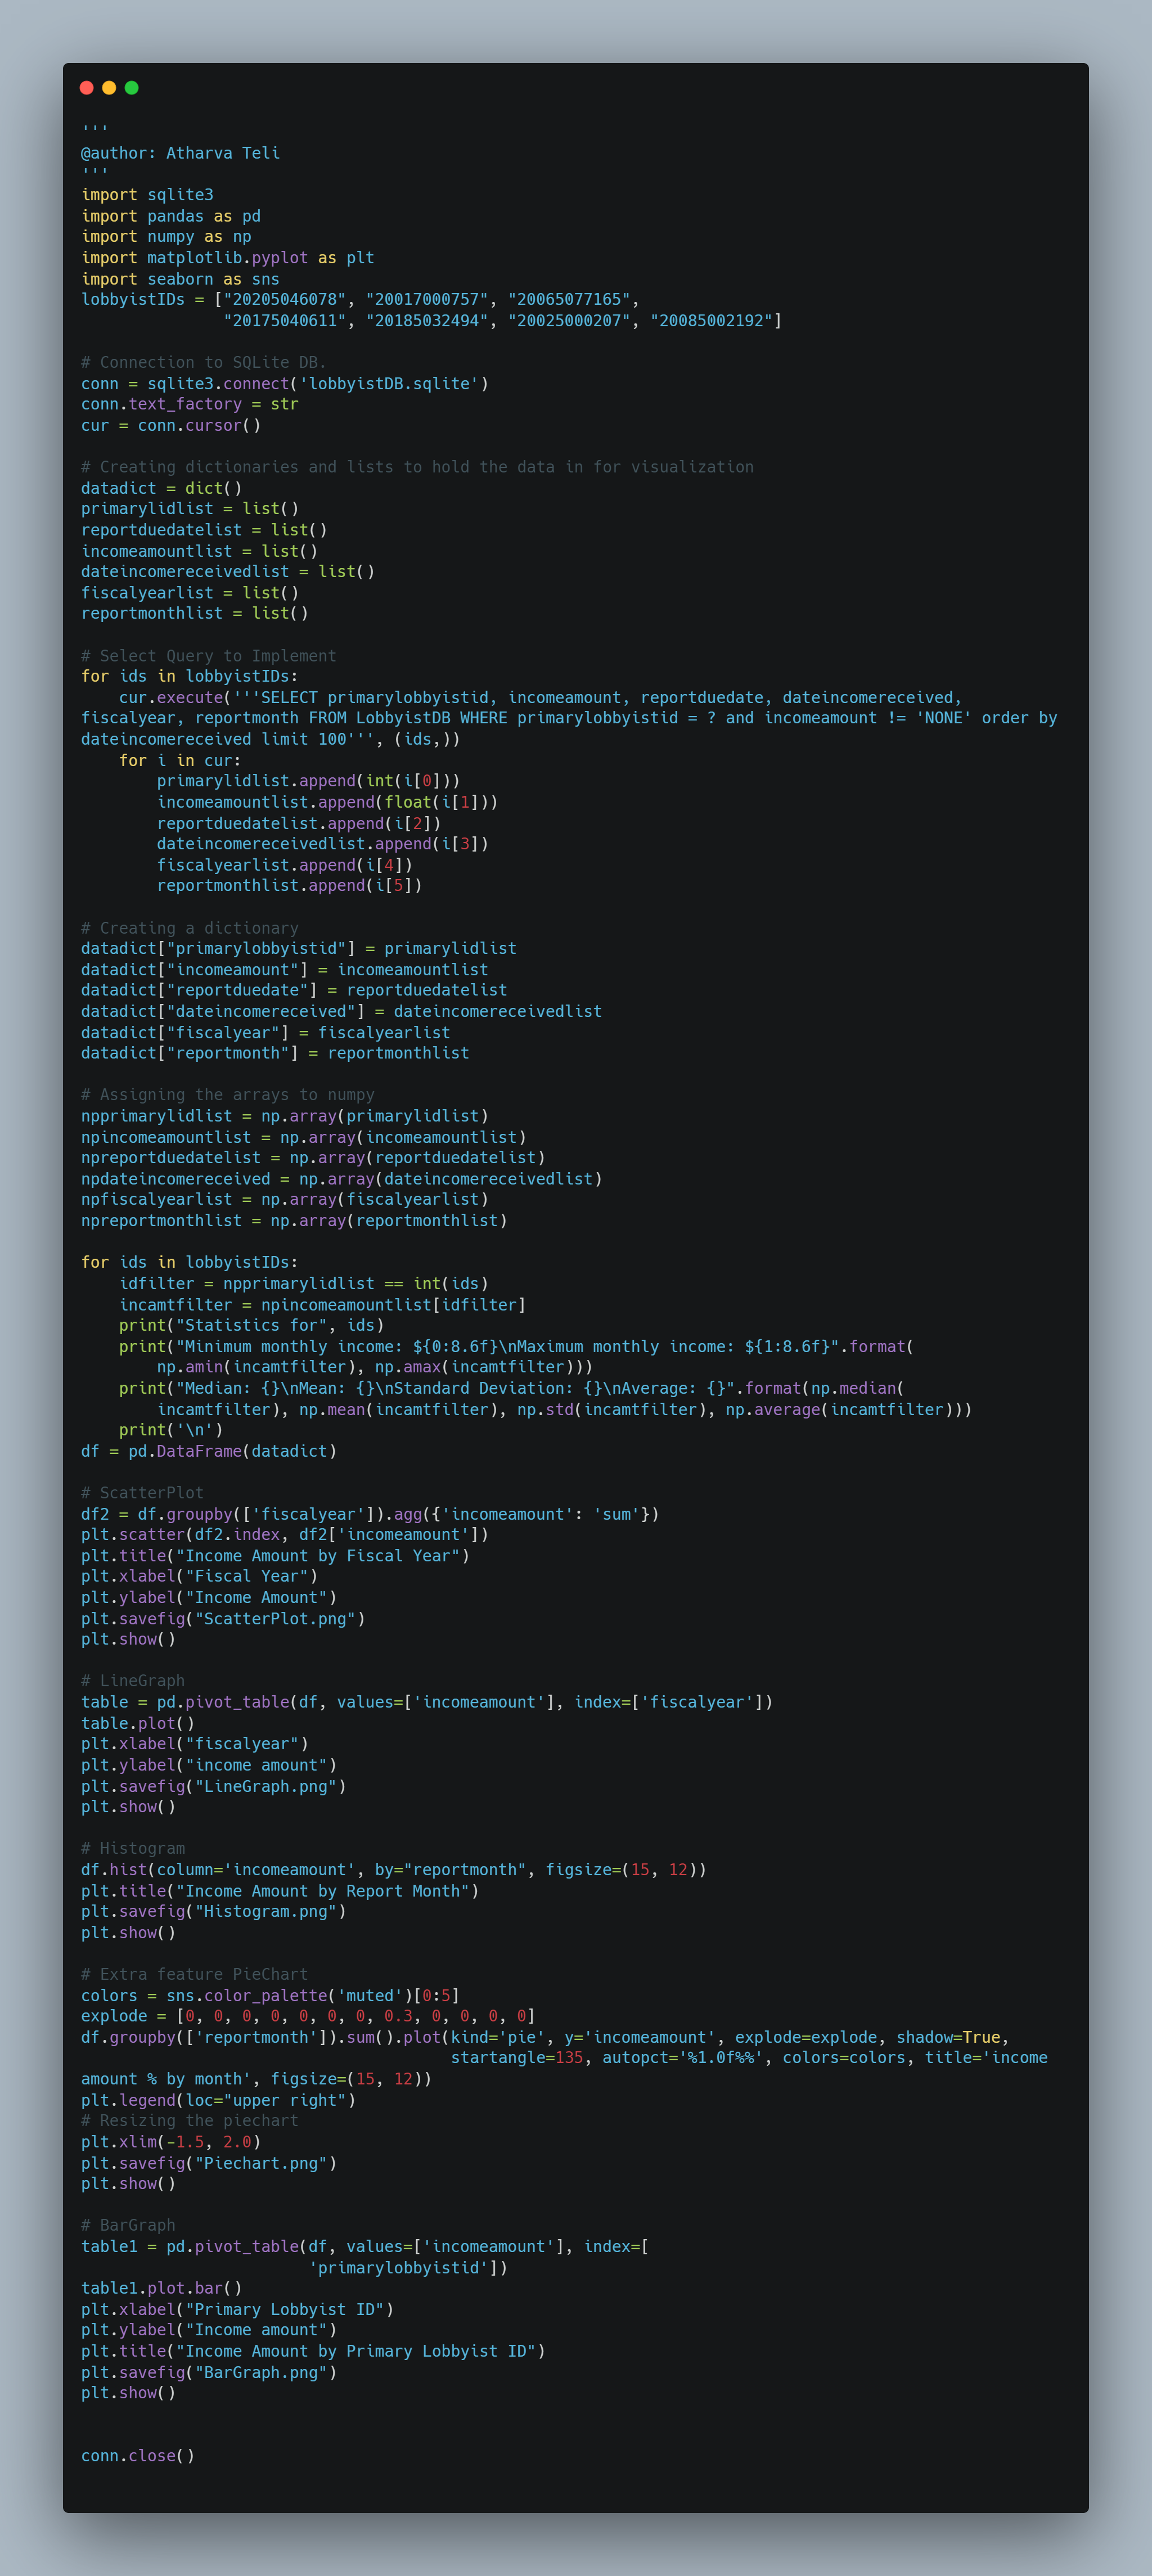 '''
@author: Atharva Teli
'''
import sqlite3
import pandas as pd
import numpy as np
import matplotlib.pyplot as plt
import seaborn as sns
lobbyistIDs = ["20205046078", "20017000757", "20065077165",
               "20175040611", "20185032494", "20025000207", "20085002192"]

# Connection to SQLite DB.
conn = sqlite3.connect('lobbyistDB.sqlite')
conn.text_factory = str
cur = conn.cursor()

# Creating dictionaries and lists to hold the data in for visualization
datadict = dict()
primarylidlist = list()
reportduedatelist = list()
incomeamountlist = list()
dateincomereceivedlist = list()
fiscalyearlist = list()
reportmonthlist = list()

# Select Query to Implement
for ids in lobbyistIDs:
    cur.execute('''SELECT primarylobbyistid, incomeamount, reportduedate, dateincomereceived,
fiscalyear, reportmonth FROM LobbyistDB WHERE primarylobbyistid = ? and incomeamount != 'NONE' order by
dateincomereceived limit 100''', (ids,))
    for i in cur:
        primarylidlist.append(int(i[0]))
        incomeamountlist.append(float(i[1]))
        reportduedatelist.append(i[2])
        dateincomereceivedlist.append(i[3])
        fiscalyearlist.append(i[4])
        reportmonthlist.append(i[5])

# Creating a dictionary
datadict["primarylobbyistid"] = primarylidlist
datadict["incomeamount"] = incomeamountlist
datadict["reportduedate"] = reportduedatelist
datadict["dateincomereceived"] = dateincomereceivedlist
datadict["fiscalyear"] = fiscalyearlist
datadict["reportmonth"] = reportmonthlist

# Assigning the arrays to numpy
npprimarylidlist = np.array(primarylidlist)
npincomeamountlist = np.array(incomeamountlist)
npreportduedatelist = np.array(reportduedatelist)
npdateincomereceived = np.array(dateincomereceivedlist)
npfiscalyearlist = np.array(fiscalyearlist)
npreportmonthlist = np.array(reportmonthlist)

for ids in lobbyistIDs:
    idfilter = npprimarylidlist == int(ids)
    incamtfilter = npincomeamountlist[idfilter]
    print("Statistics for", ids)
    print("Minimum monthly income: ${0:8.6f}\nMaximum monthly income: ${1:8.6f}".format(
        np.amin(incamtfilter), np.amax(incamtfilter)))
    print("Median: {}\nMean: {}\nStandard Deviation: {}\nAverage: {}".format(np.median(
        incamtfilter), np.mean(incamtfilter), np.std(incamtfilter), np.average(incamtfilter)))
    print('\n')
df = pd.DataFrame(datadict)

# ScatterPlot
df2 = df.groupby(['fiscalyear']).agg({'incomeamount': 'sum'})
plt.scatter(df2.index, df2['incomeamount'])
plt.title("Income Amount by Fiscal Year")
plt.xlabel("Fiscal Year")
plt.ylabel("Income Amount")
plt.savefig("ScatterPlot.png")
plt.show()

# LineGraph
table = pd.pivot_table(df, values=['incomeamount'], index=['fiscalyear'])
table.plot()
plt.xlabel("fiscalyear")
plt.ylabel("income amount")
plt.savefig("LineGraph.png")
plt.show()

# Histogram
df.hist(column='incomeamount', by="reportmonth", figsize=(15, 12))
plt.title("Income Amount by Report Month")
plt.savefig("Histogram.png")
plt.show()

# Extra feature PieChart
colors = sns.color_palette('muted')[0:5]
explode = [0, 0, 0, 0, 0, 0, 0, 0.3, 0, 0, 0, 0]
df.groupby(['reportmonth']).sum().plot(kind='pie', y='incomeamount', explode=explode, shadow=True,
                                       startangle=135, autopct='%1.0f%%', colors=colors, title='income
amount % by month', figsize=(15, 12))
plt.legend(loc="upper right")
# Resizing the piechart
plt.xlim(-1.5, 2.0)
plt.savefig("Piechart.png")
plt.show()

# BarGraph
table1 = pd.pivot_table(df, values=['incomeamount'], index=[
                        'primarylobbyistid'])
table1.plot.bar()
plt.xlabel("Primary Lobbyist ID")
plt.ylabel("Income amount")
plt.title("Income Amount by Primary Lobbyist ID")
plt.savefig("BarGraph.png")
plt.show()


conn.close()